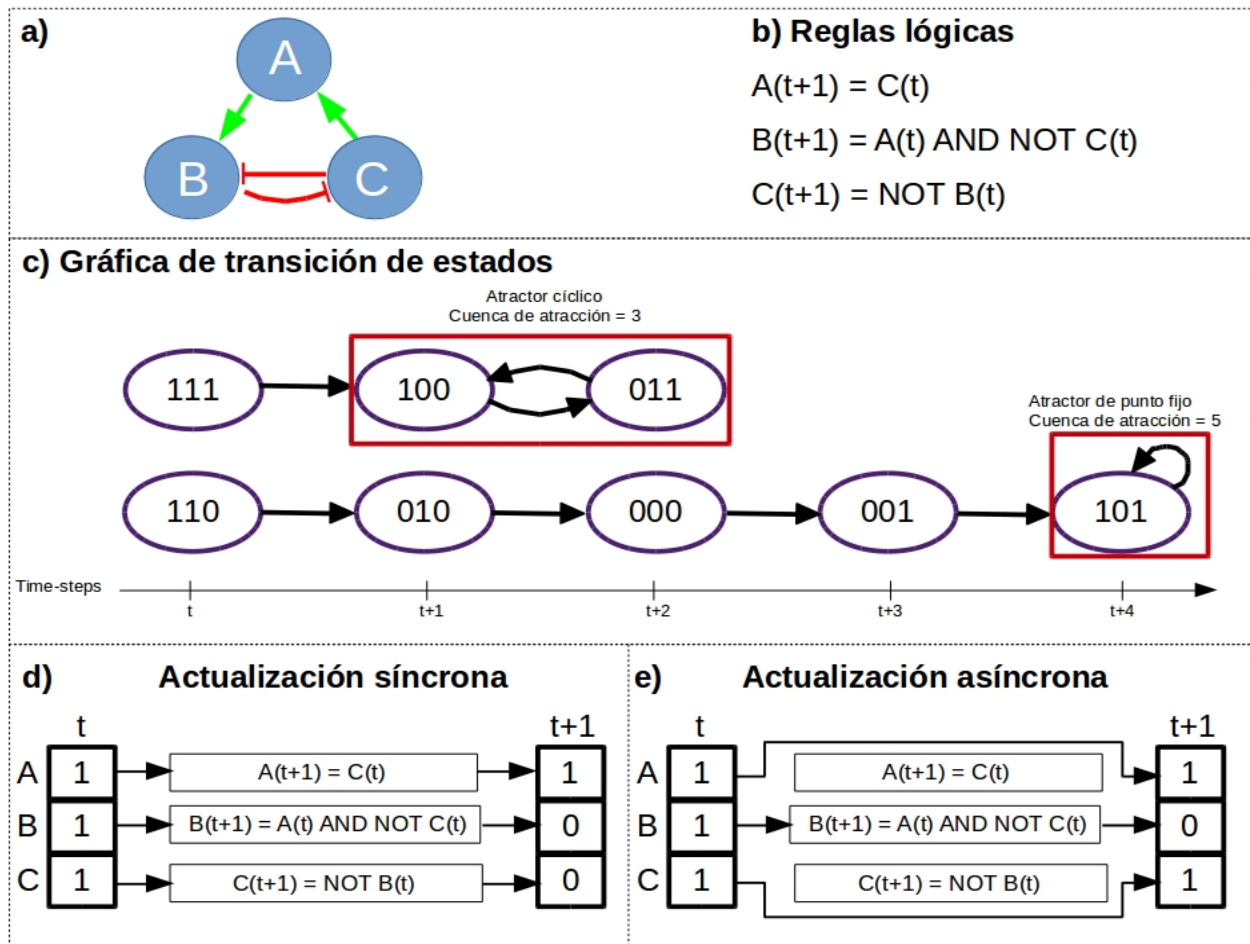 a)
A
B
C
b) Reglas lógicas
A(t+1) = C(t)
B(t+1) = A(t) AND NOT C(t)
C(t+1) = NOT B(t)
c) Gráfica de transición de estados
Atractor cíclico
Cuenca de atracción = 3
111
100
011
Atractor de punto fijo
Cuenca de atracción = 5
110
010
000
001
101
Time-steps
t
t+1
t+2
t+3
t+4
d) Actualización síncrona
t
t+1
A 1 A(t+1) = C(t) 1
B 1 B(t+1) = A(t) AND NOT C(t) 0
C 1 C(t+1) = NOT B(t) 0
e) Actualización asíncrona
t
t+1
A 1 A(t+1) = C(t) 1
B 1 B(t+1) = A(t) AND NOT C(t) 0
C 1 C(t+1) = NOT B(t) 1